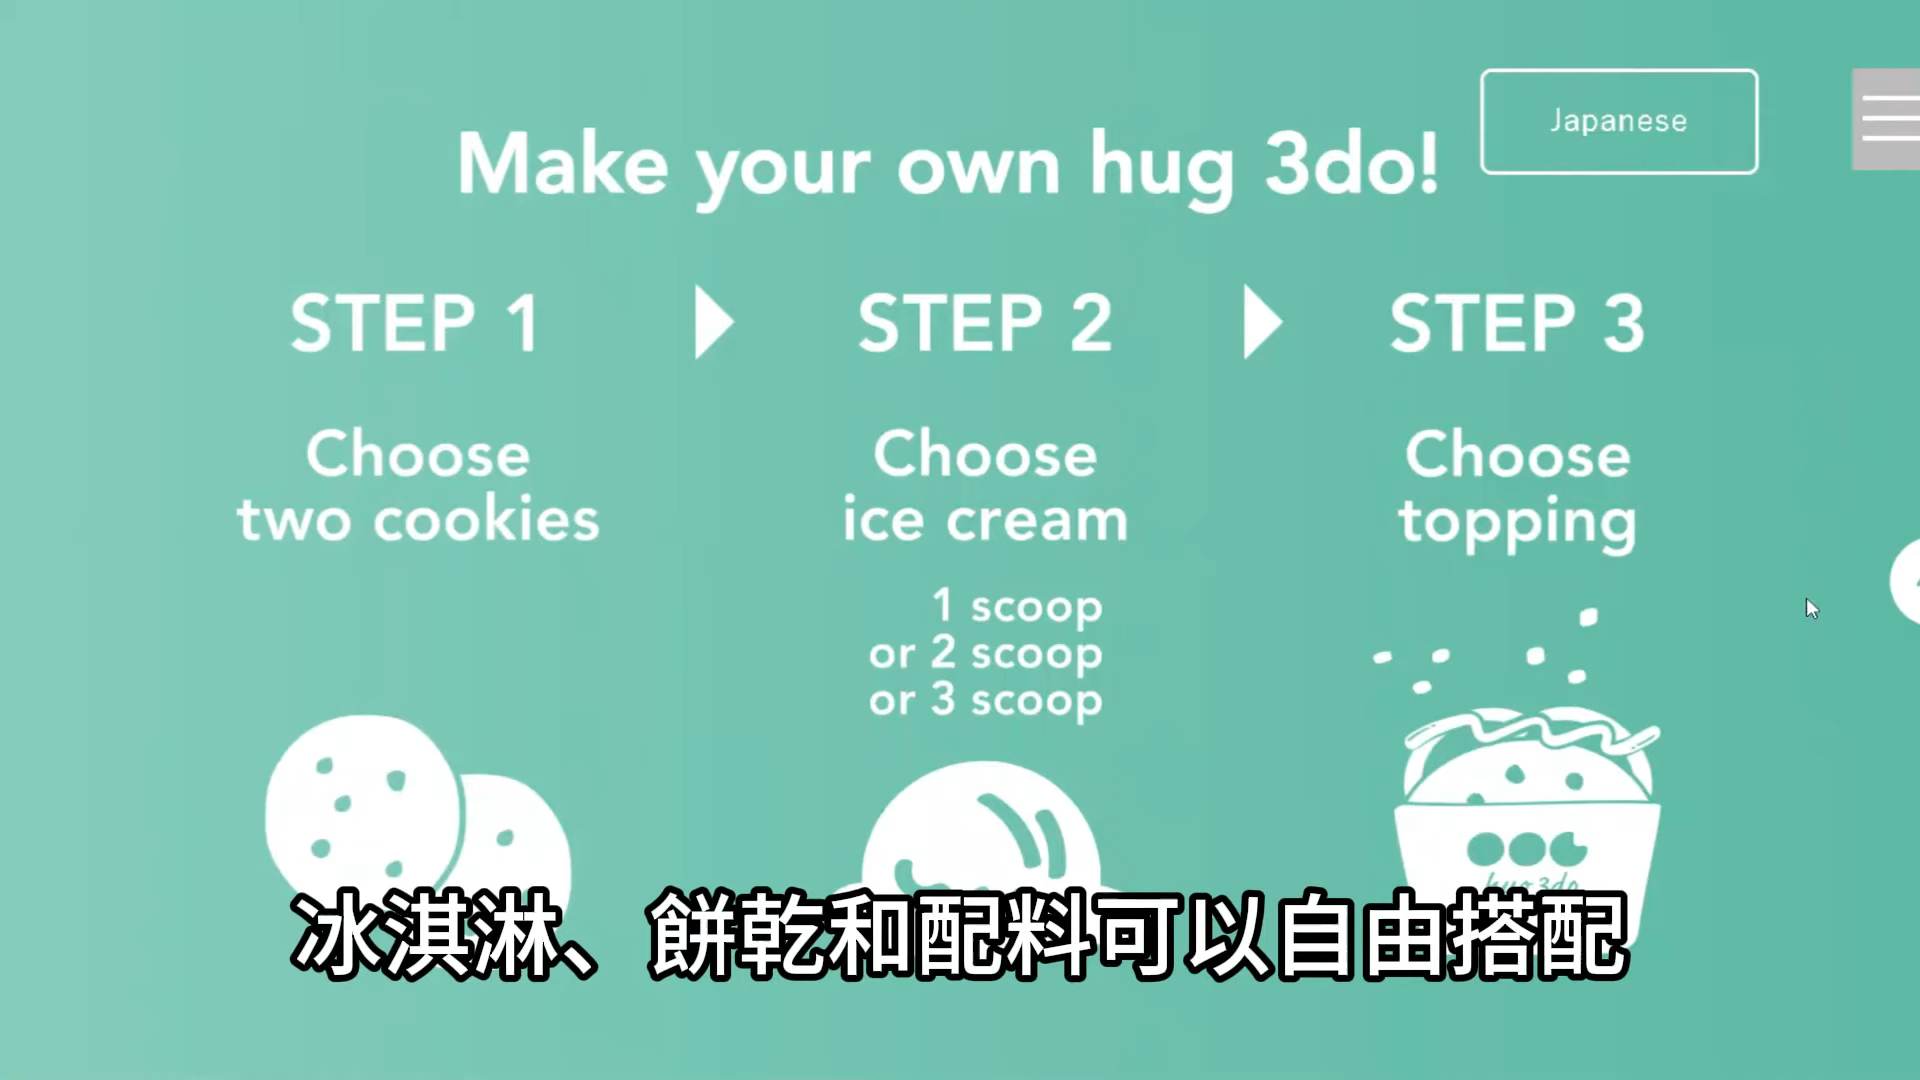 Japanese
Make your own hug 3do!
STEP 1
STEP 2
STEP 3
Choose
two cookies
Choose
ice cream
1 scoop
or 2 scoop
or 3 scoop
Choose
topping
hug 3do
冰淇淋、餅乾和配料可以自由搭配